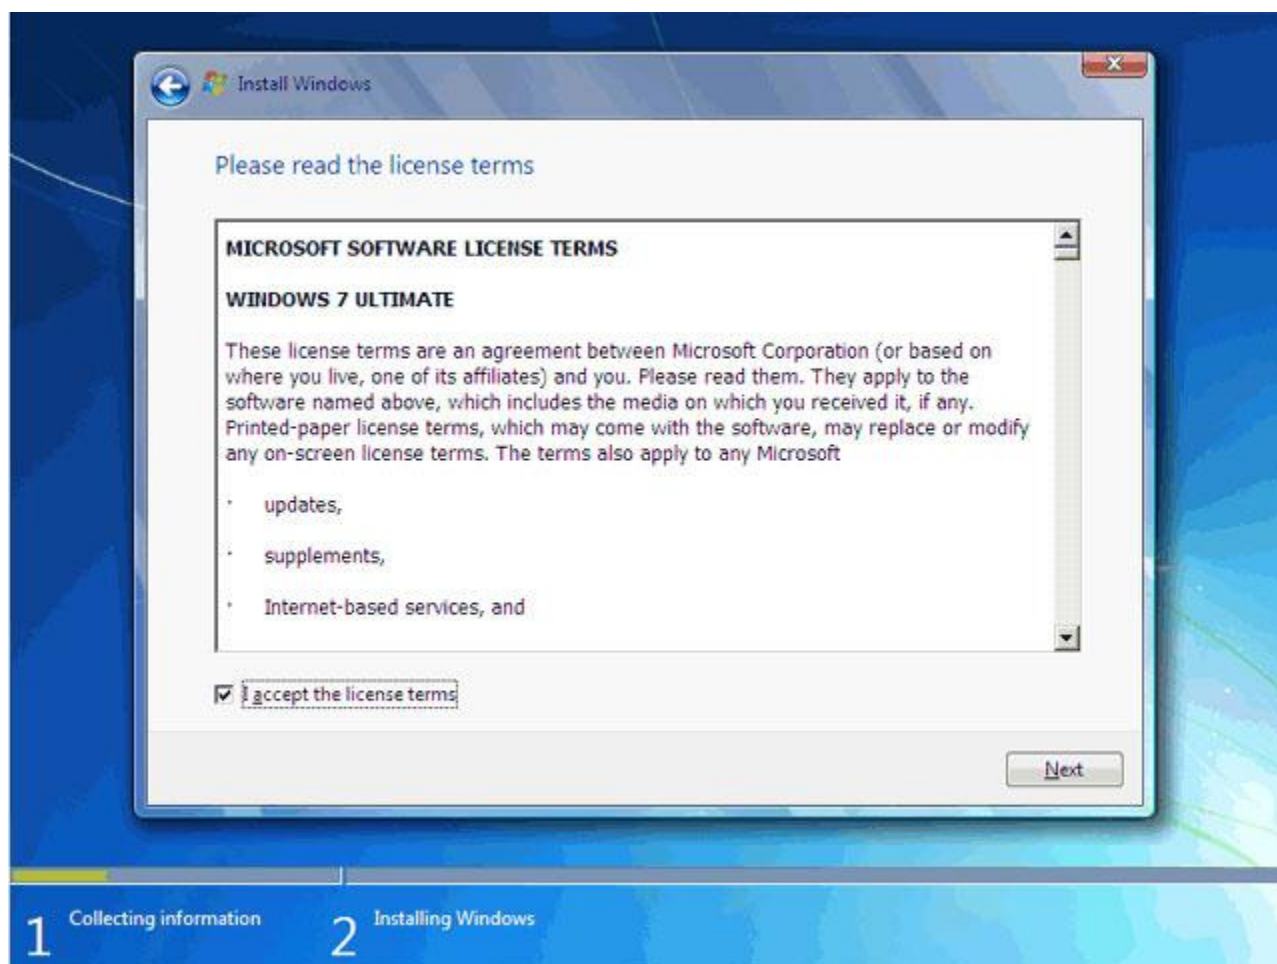 Install Windows
Please read the license terms
MICROSOFT SOFTWARE LICENSE TERMS
WINDOWS 7 ULTIMATE
These license terms are an agreement between Microsoft Corporation (or based on
where you live, one of its affiliates) and you. Please read them. They apply to the
software named above, which includes the media on which you received it, if any.
Printed-paper license terms, which may come with the software, may replace or modify
any on-screen license terms. The terms also apply to any Microsoft
· updates,
· supplements,
· Internet-based services, and
I accept the license terms
Next
1 Collecting information
2 Installing Windows